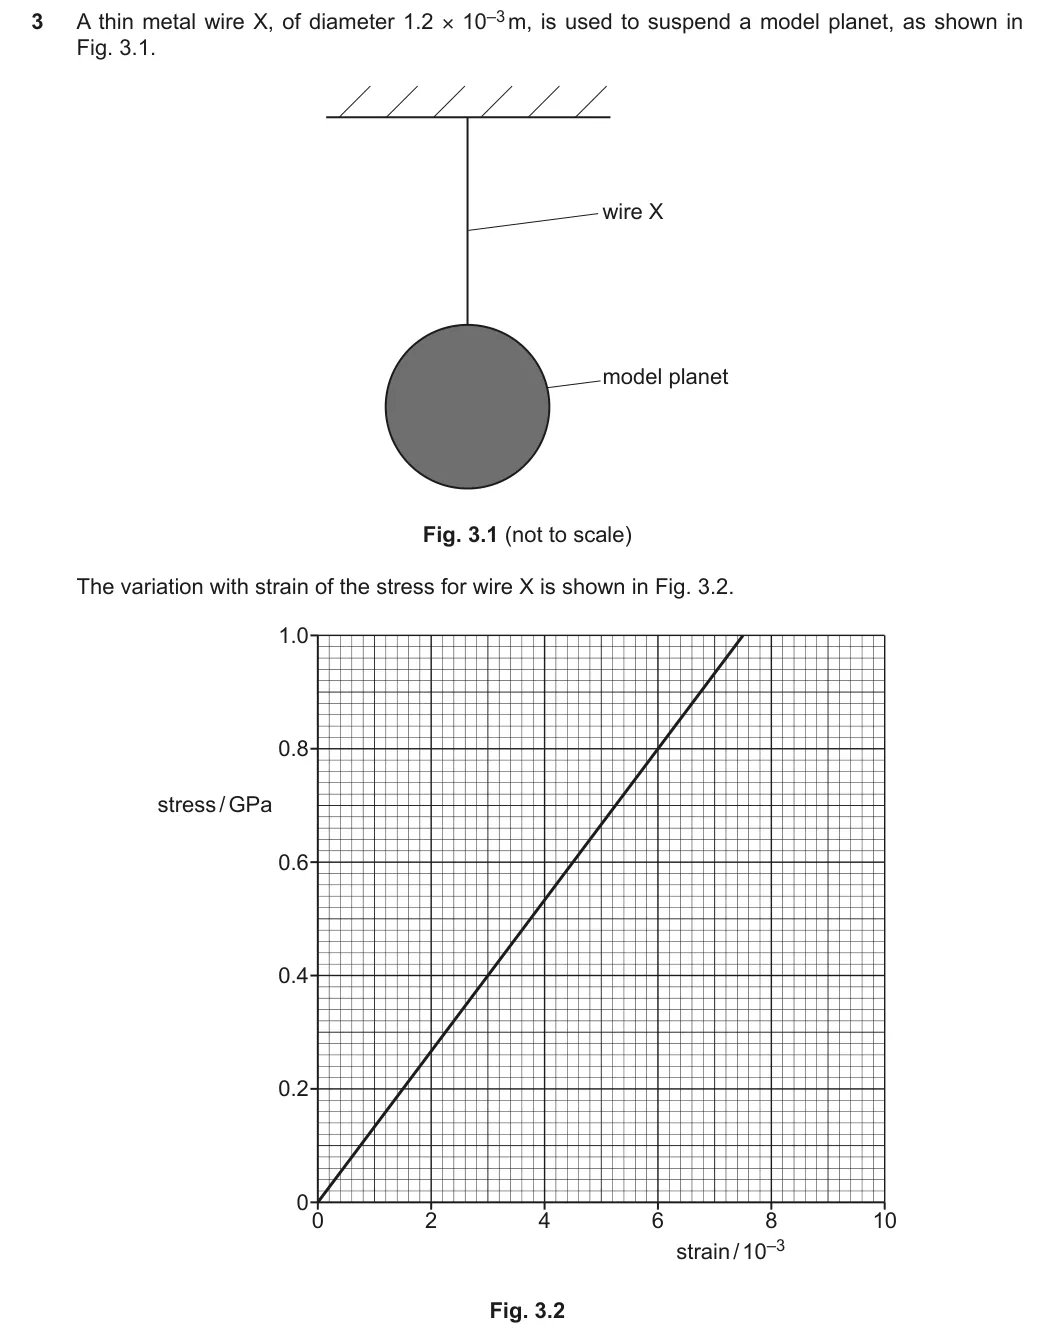 3 A thin metal wire X, of diameter 1.2 × 10⁻³ m, is used to suspend a model planet, as shown in
Fig. 3.1.
wire X
model planet
Fig. 3.1 (not to scale)
The variation with strain of the stress for wire X is shown in Fig. 3.2.
1.0
0.8
stress / GPa
0.6
0.4
0.2
0
0 2 4 6 8 10
strain / 10⁻³
Fig. 3.2